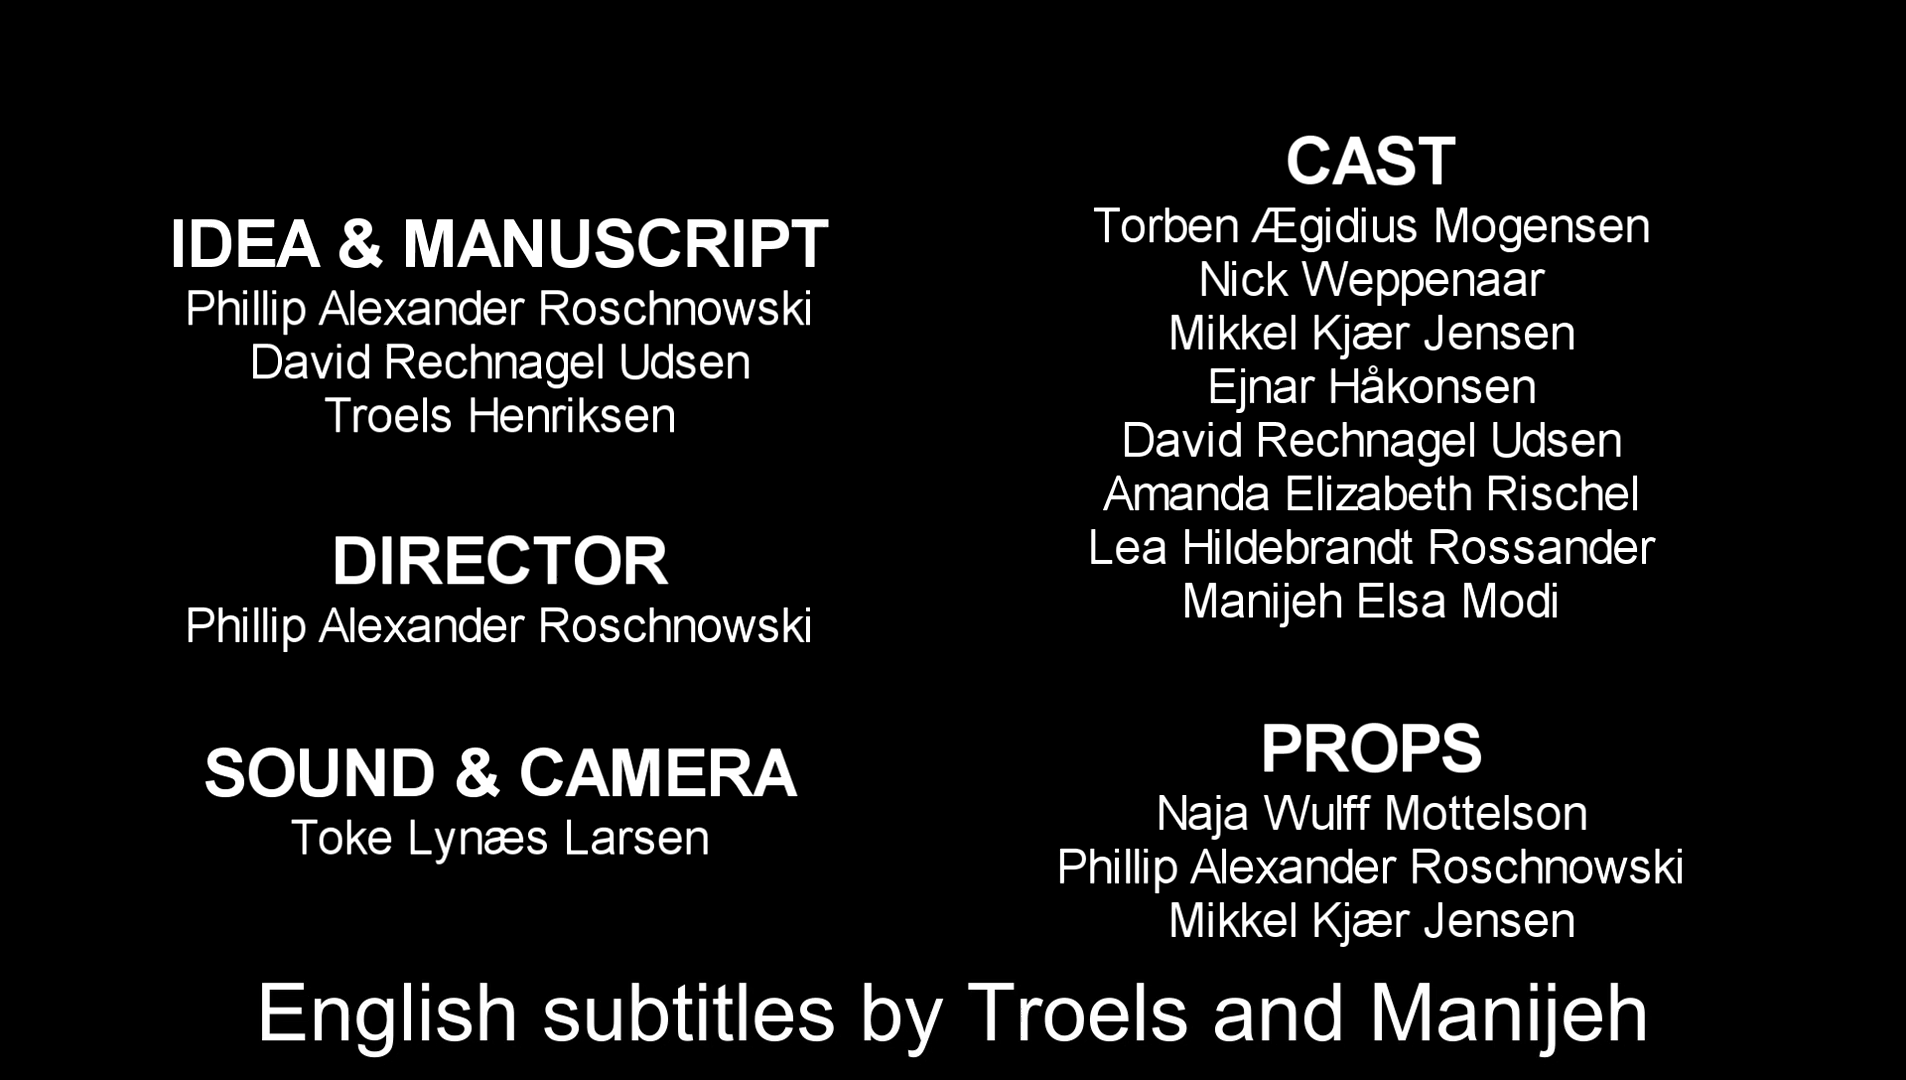 IDEA & MANUSCRIPT
Phillip Alexander Roschnowski
David Rechnagel Udsen
Troels Henriksen
DIRECTOR
Phillip Alexander Roschnowski
SOUND & CAMERA
Toke Lynæs Larsen
CAST
Torben Ægidius Mogensen
Nick Weppenaar
Mikkel Kjær Jensen
Ejnar Håkonsen
David Rechnagel Udsen
Amanda Elizabeth Rischel
Lea Hildebrandt Rossander
Manijeh Elsa Modi
PROPS
Naja Wulff Mottelson
Phillip Alexander Roschnowski
Mikkel Kjær Jensen
English subtitles by Troels and Manijeh